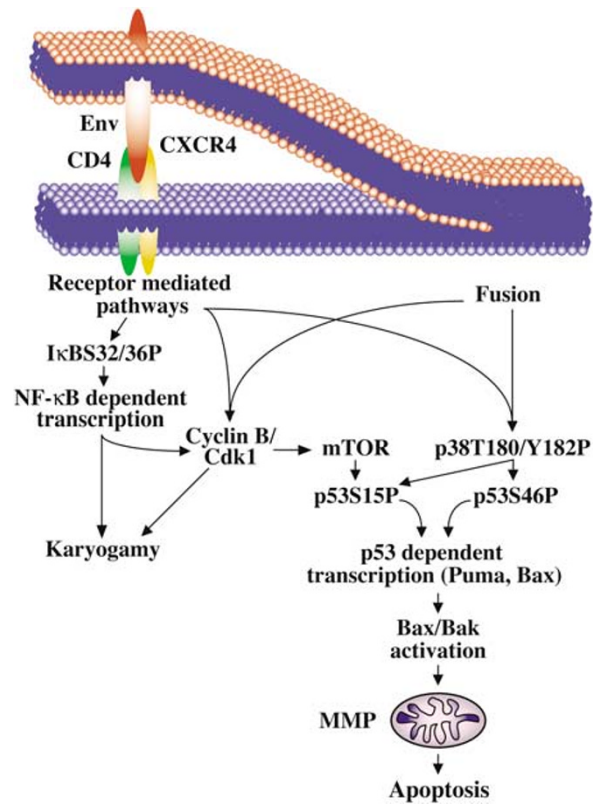 Env
CXCR4
CD4
Receptor mediated
pathways
Fusion
IκBS32/36P
NF-κB dependent
transcription
Cyclin B/
Cdk1
mTOR
p38T180/Y182P
p53S15P
p53S46P
Karyogamy
p53 dependent
transcription (Puma, Bax)
Bax/Bak
activation
MMP
Apoptosis